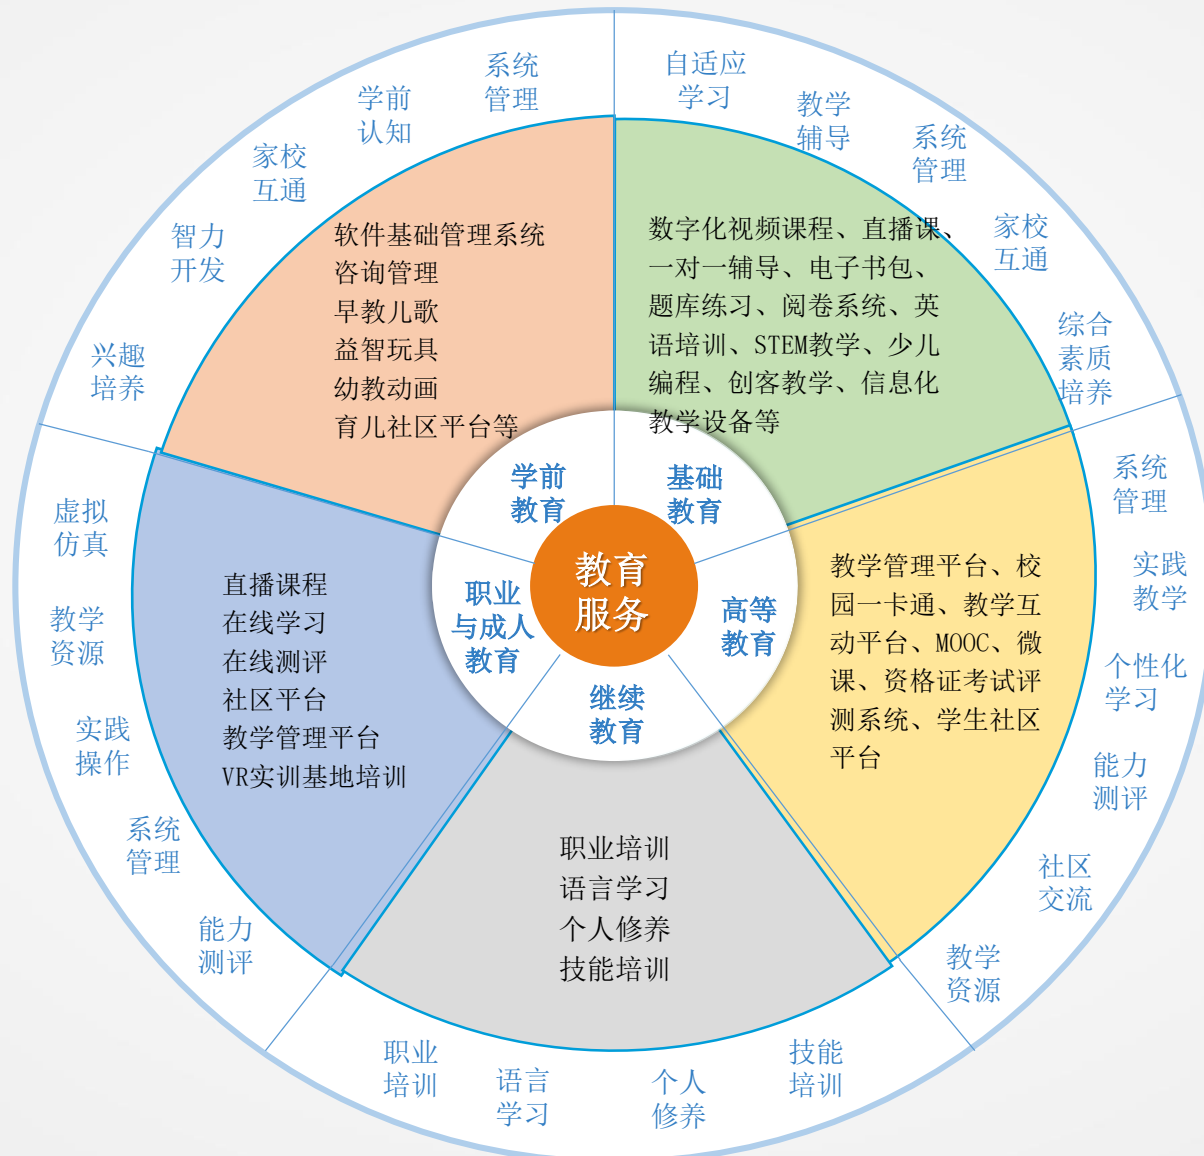 系统
管理
学前
认知
家校
互通
智力
开发
兴趣
培养
自适应
学习
教学
辅导
系统
管理
家校
互通
综合
素质
培养
软件基础管理系统
咨询管理
早教儿歌
益智玩具
幼教动画
育儿社区平台等
数字化视频课程、直播课、
一对一辅导、电子书包、
题库练习、阅卷系统、英
语培训、STEM教学、少儿
编程、创客教学、信息化
教学设备等
学前
教育
基础
教育
教育
服务
职业
与成人
教育
高等
教育
继续
教育
虚拟
仿真
教学
资源
实践
操作
系统
管理
能力
测评
直播课程
在线学习
在线测评
社区平台
教学管理平台
VR实训基地培训
教学管理平台、校
园一卡通、教学互
动平台、MOOC、微
课、资格证考试评
测系统、学生社区
平台
系统
管理
实践
教学
个性化
学习
能力
测评
社区
交流
教学
资源
职业培训
语言学习
个人修养
技能培训
职业
培训
语言
学习
个人
修养
技能
培训